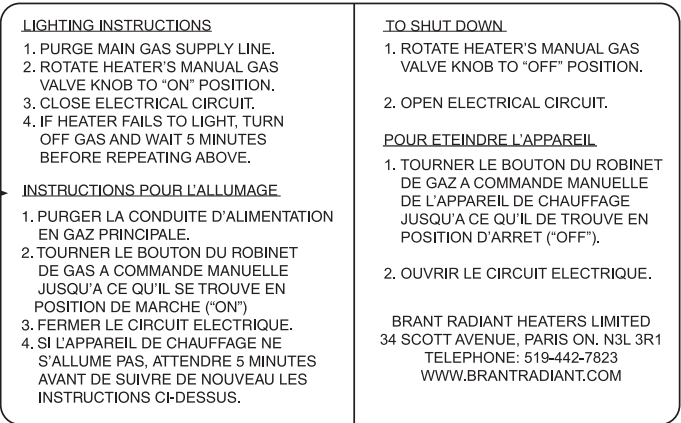 LIGHTING INSTRUCTIONS
1. PURGE MAIN GAS SUPPLY LINE.
2. ROTATE HEATER'S MANUAL GAS
VALVE KNOB TO “ON” POSITION.
3. CLOSE ELECTRICAL CIRCUIT.
4. IF HEATER FAILS TO LIGHT, TURN
OFF GAS AND WAIT 5 MINUTES
BEFORE REPEATING ABOVE.
INSTRUCTIONS POUR L'ALLUMAGE
1. PURGER LA CONDUITE D'ALIMENTATION
EN GAZ PRINCIPALE.
2. TOURNER LE BOUTON DU ROBINET
DE GAS A COMMANDE MANUELLE
JUSQU'A CE QU'IL SE TROUVE EN
POSITION DE MARCHE (“ON”)
3. FERMER LE CIRCUIT ELECTRIQUE.
4. SI L'APPAREIL DE CHAUFFAGE NE
S'ALLUME PAS, ATTENDRE 5 MINUTES
AVANT DE SUIVRE DE NOUVEAU LES
INSTRUCTIONS CI-DESSUS.
TO SHUT DOWN
1. ROTATE HEATER'S MANUAL GAS
VALVE KNOB TO “OFF” POSITION.
2. OPEN ELECTRICAL CIRCUIT.
POUR ETEINDRE L'APPAREIL
1. TOURNER LE BOUTON DU ROBINET
DE GAZ A COMMANDE MANUELLE
DE L'APPAREIL DE CHAUFFAGE
JUSQU'A CE QU'IL DE TROUVE EN
POSITION D'ARRET (“OFF”).
2. OUVRIR LE CIRCUIT ELECTRIQUE.
BRANT RADIANT HEATERS LIMITED
34 SCOTT AVENUE, PARIS ON. N3L 3R1
TELEPHONE: 519-442-7823
WWW.BRANTRADIANT.COM